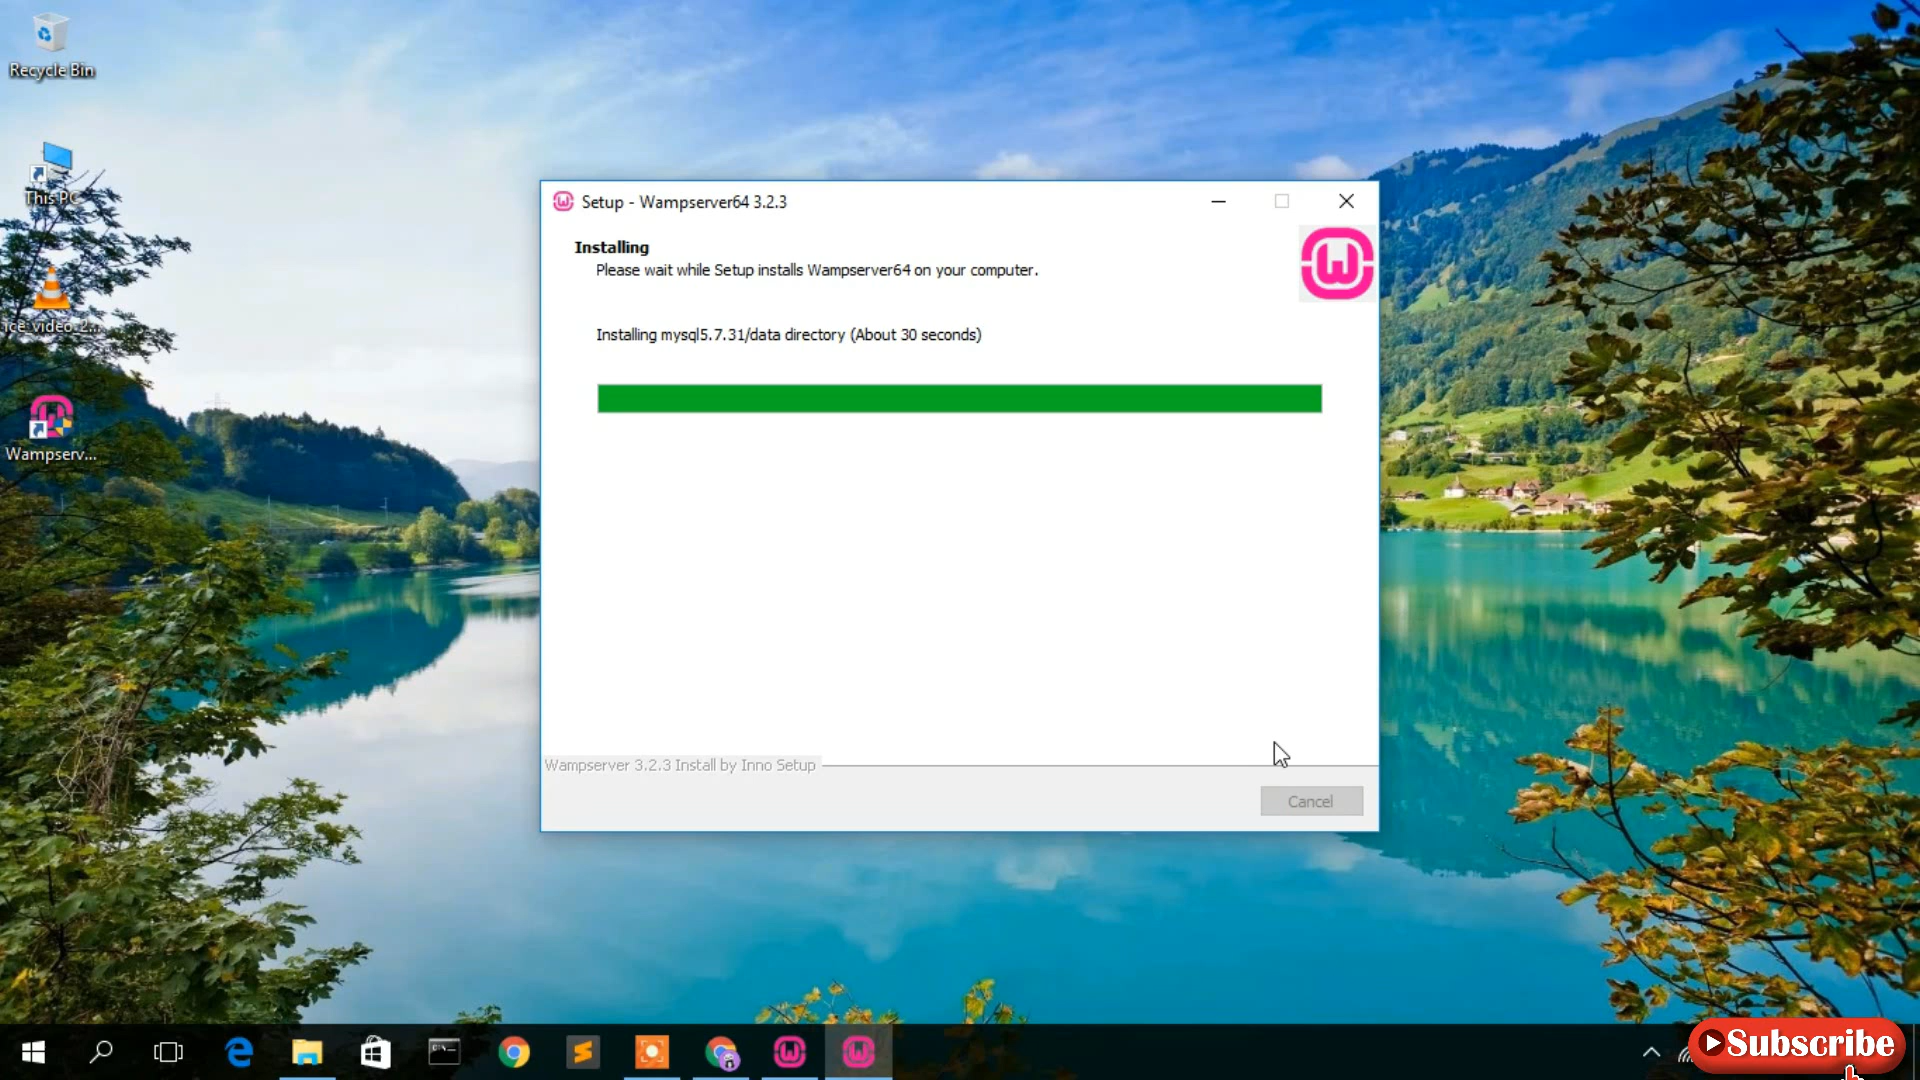 Recycle Bin
This PC
ice_video_2...
Wampserv...
Setup - Wampserver64 3.2.3
Installing
Please wait while Setup installs Wampserver64 on your computer.
Installing mysql5.7.31/data directory (About 30 seconds)
Wampserver 3.2.3 Install by Inno Setup
Cancel
Subscribe